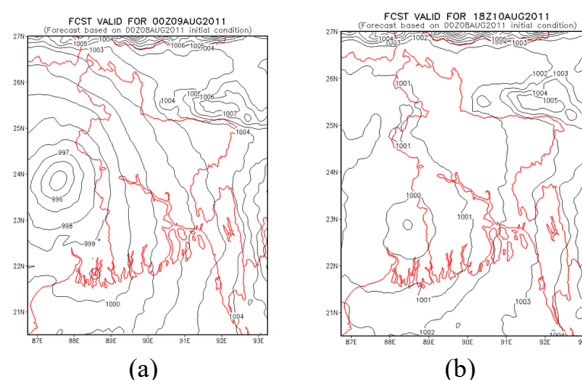 FCST VALID FOR 00Z09AUG2011
(Forecast based on 00Z08AUG2011 initial condition)
27N
26N
25N
24N
23N
22N
21N
1004
1005
1003
1006
1005
1004
1006
1007
1004
997
996
998
999
1000
1004
87E 88E 89E 90E 91E 92E 93E
(a)
FCST VALID FOR 18Z10AUG2011
(Forecast based on 00Z08AUG2011 initial condition)
27N
26N
25N
24N
23N
22N
21N
1002
1004
1003
1004
1003
1001
1002
1003
1004
1005
1001
1000
1001
1001
1003
1002
87E 88E 89E 90E 91E 92E
(b)